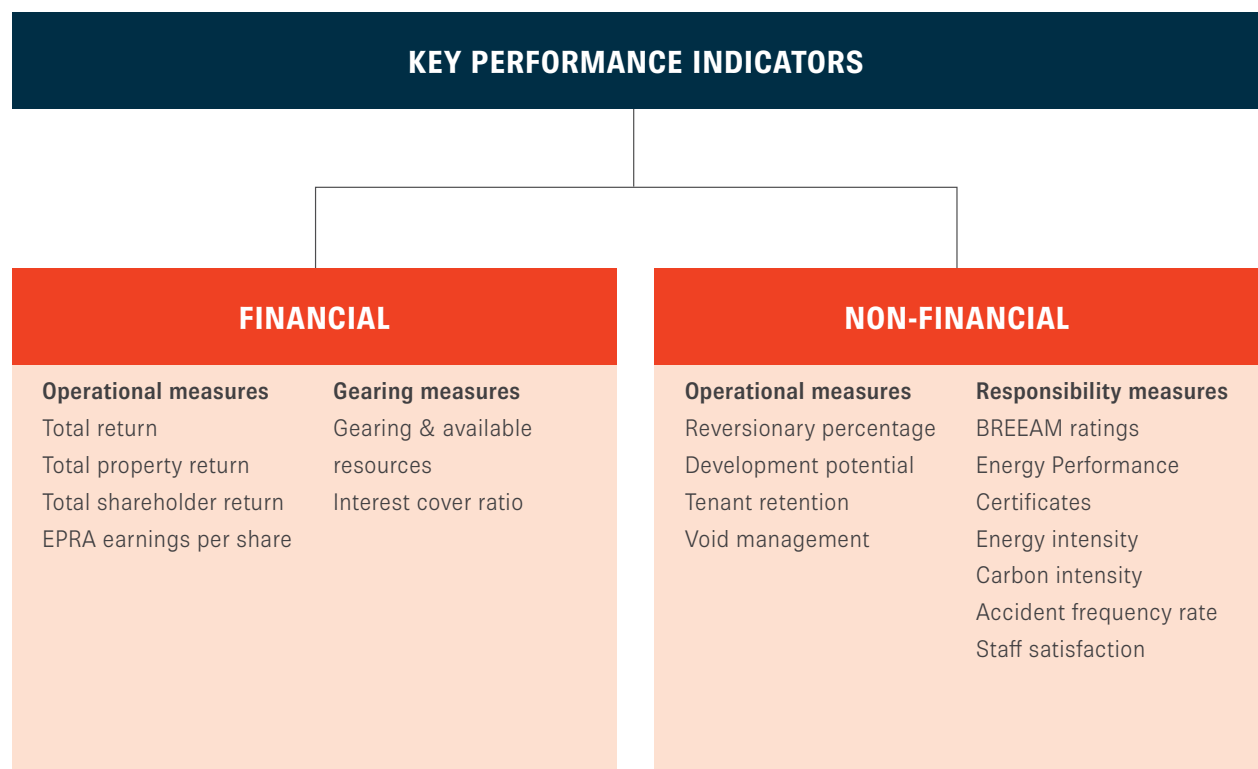 KEY PERFORMANCE INDICATORS
FINANCIAL
Operational measures
Total return
Total property return
Total shareholder return
EPRA earnings per share
Gearing measures
Gearing & available
resources
Interest cover ratio
NON-FINANCIAL
Operational measures
Reversionary percentage
Development potential
Tenant retention
Void management
Responsibility measures
BREEAM ratings
Energy Performance
Certificates
Energy intensity
Carbon intensity
Accident frequency rate
Staff satisfaction